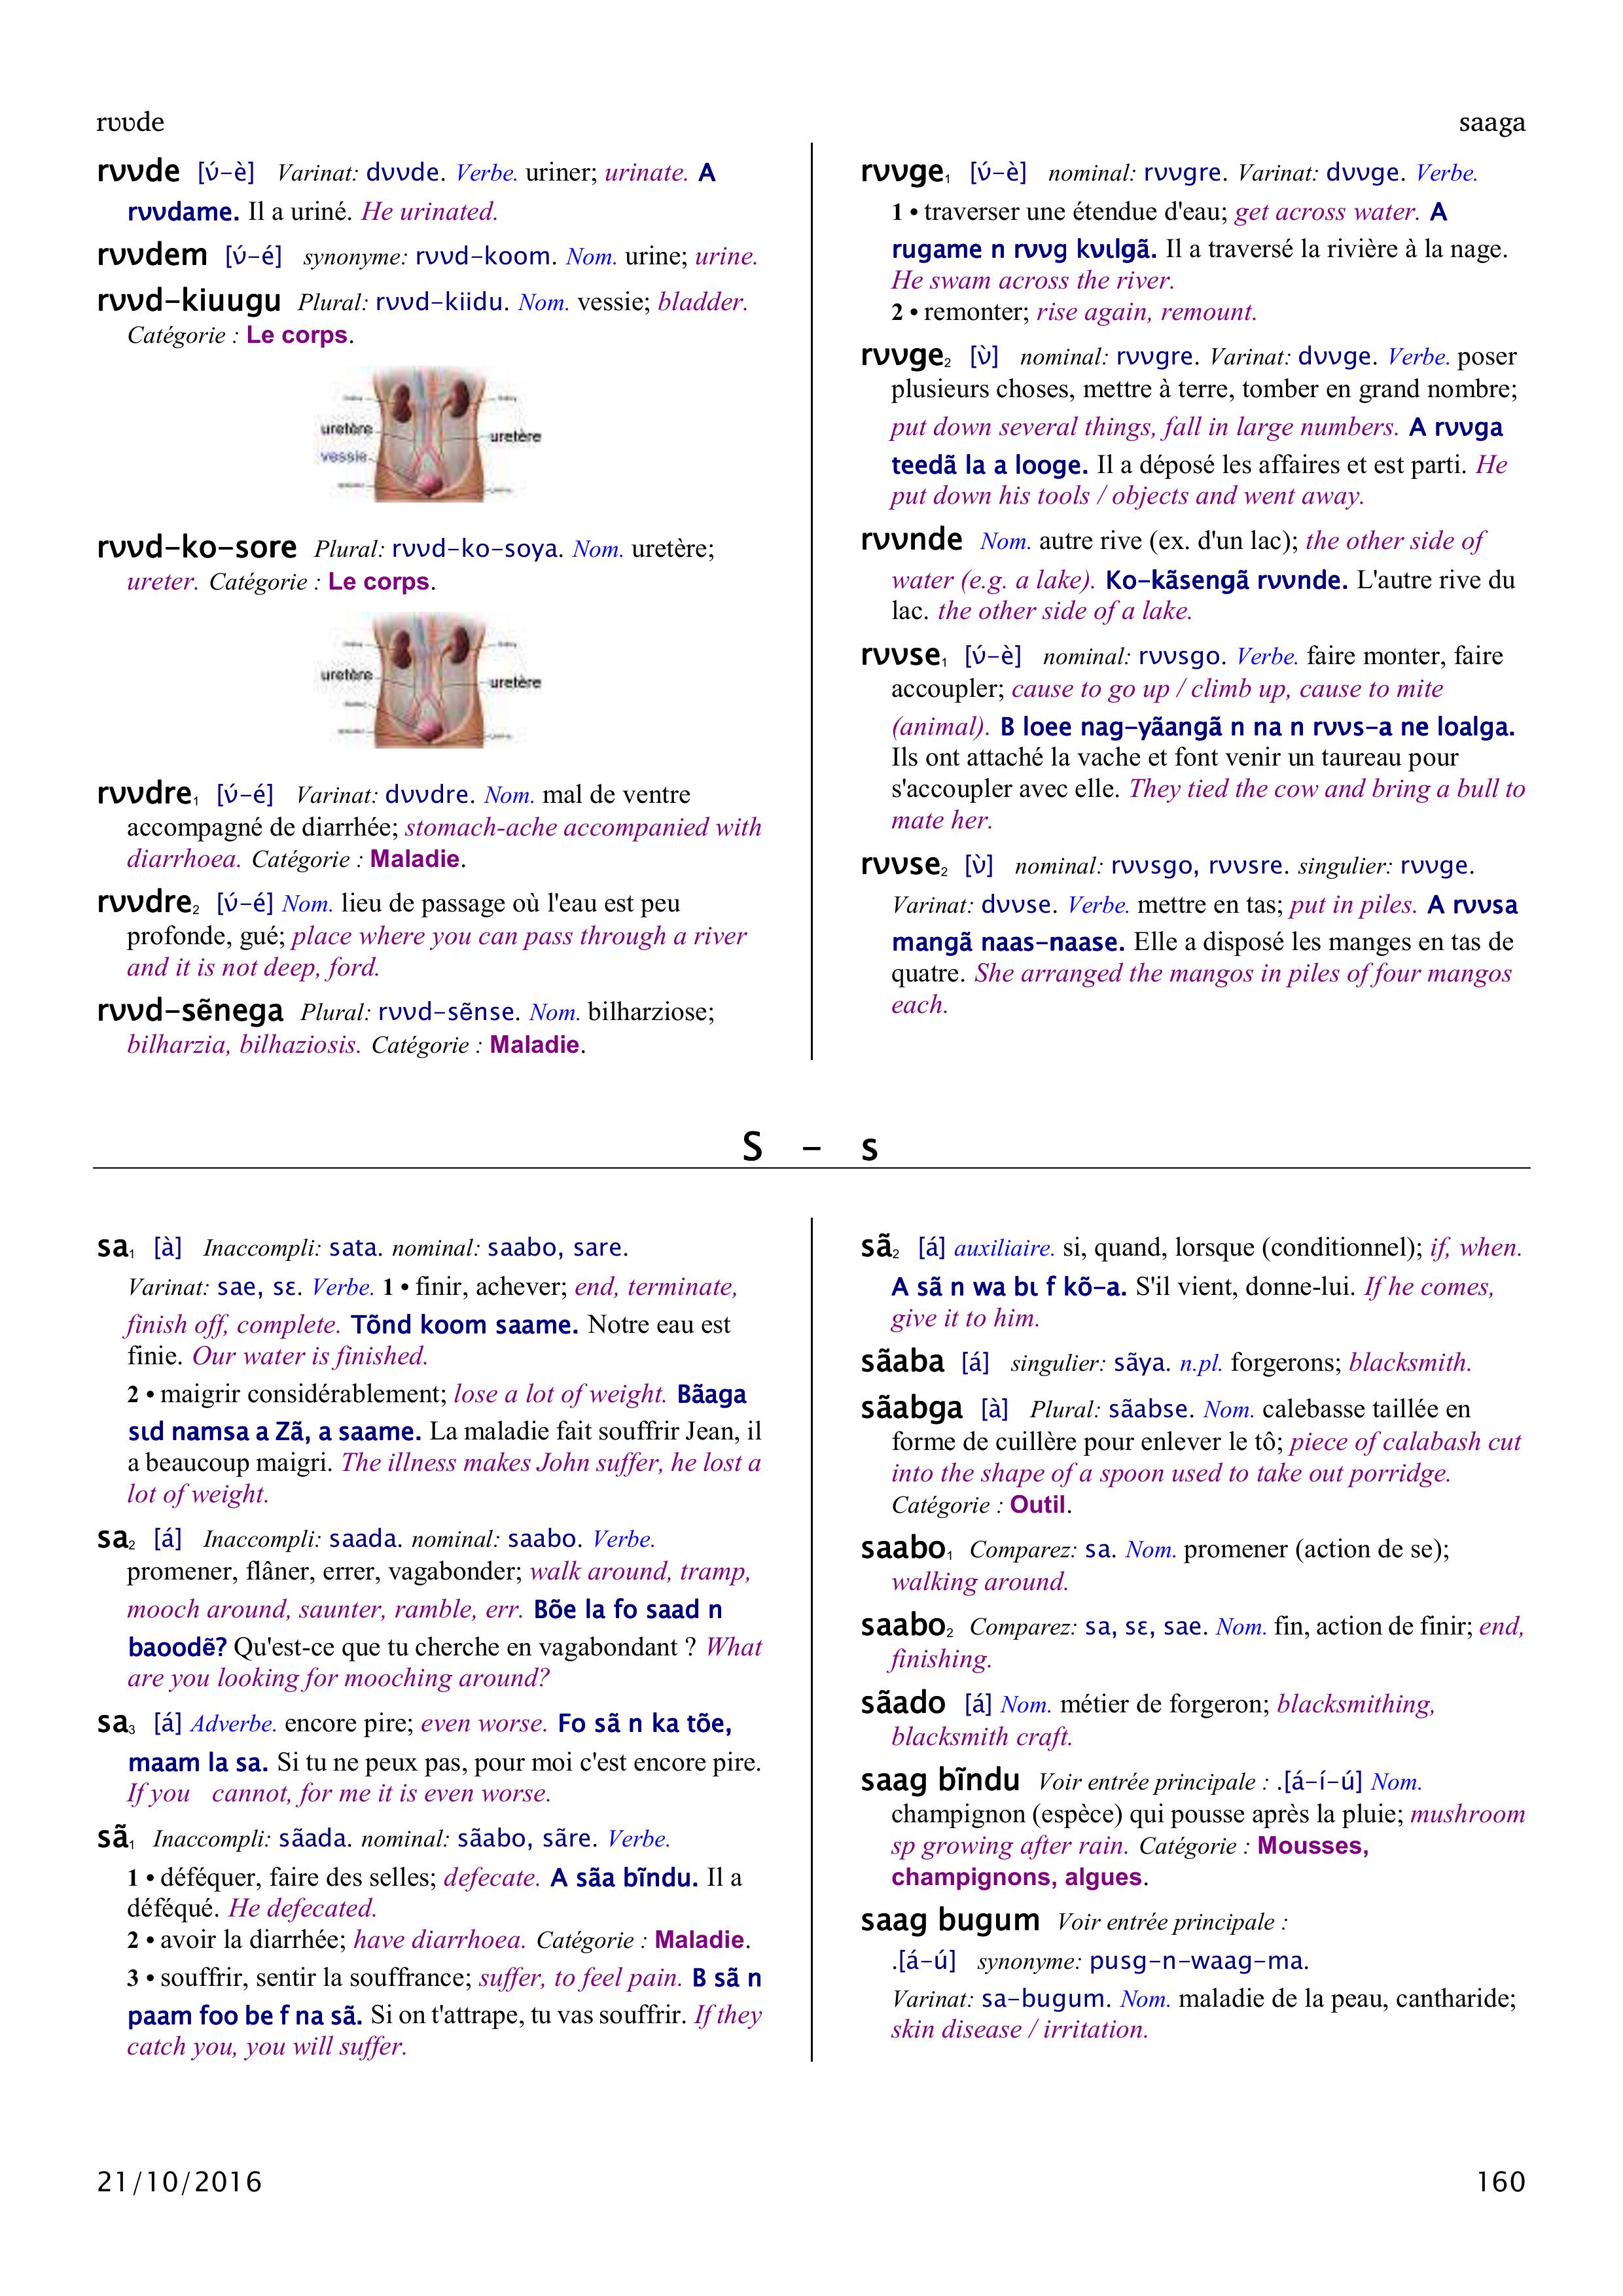 rʋʋde
saaga
rʋʋde [ʋ́-è] Varinat: dʋʋde. Verbe. uriner; urinate. A
rʋʋdame. Il a uriné. He urinated.
rʋʋdem [ʋ́-é] synonyme: rʋʋd-koom. Nom. urine; urine.
rʋʋd-kiuugu Plural: rʋʋd-kiidu. Nom. vessie; bladder.
Catégorie : Le corps.
uretère
uretère
vessie
rʋʋd-ko-sore Plural: rʋʋd-ko-soya. Nom. uretère;
ureter. Catégorie : Le corps.
uretère
uretère
rʋʋdre₁ [ʋ́-é] Varinat: dʋʋdre. Nom. mal de ventre
accompagné de diarrhée; stomach-ache accompanied with
diarrhoea. Catégorie : Maladie.
rʋʋdre₂ [ʋ́-é] Nom. lieu de passage où l'eau est peu
profonde, gué; place where you can pass through a river
and it is not deep, ford.
rʋʋd-sẽnega Plural: rʋʋd-sẽnse. Nom. bilharziose;
bilharzia, bilhaziosis. Catégorie : Maladie.
rʋʋge₁ [ʋ́-è] nominal: rʋʋgre. Varinat: dʋʋge. Verbe.
1 • traverser une étendue d'eau; get across water. A
rugame n rʋʋg kʋɩlgã. Il a traversé la rivière à la nage.
He swam across the river.
2 • remonter; rise again, remount.
rʋʋge₂ [ʋ̀] nominal: rʋʋgre. Varinat: dʋʋge. Verbe. poser
plusieurs choses, mettre à terre, tomber en grand nombre;
put down several things, fall in large numbers. A rʋʋga
teedã la a looge. Il a déposé les affaires et est parti. He
put down his tools / objects and went away.
rʋʋnde Nom. autre rive (ex. d'un lac); the other side of
water (e.g. a lake). Ko-kãsengã rʋʋnde. L'autre rive du
lac. the other side of a lake.
rʋʋse₁ [ʋ́-è] nominal: rʋʋsgo. Verbe. faire monter, faire
accoupler; cause to go up / climb up, cause to mite
(animal). B loee nag-yãangã n na n rʋʋs-a ne loalga.
Ils ont attaché la vache et font venir un taureau pour
s'accoupler avec elle. They tied the cow and bring a bull to
mate her.
rʋʋse₂ [ʋ̀] nominal: rʋʋsgo, rʋʋsre. singulier: rʋʋge.
Varinat: dʋʋse. Verbe. mettre en tas; put in piles. A rʋʋsa
mangã naas-naase. Elle a disposé les manges en tas de
quatre. She arranged the mangos in piles of four mangos
each.
S - s
sa₁ [à] Inaccompli: sata. nominal: saabo, sare.
Varinat: sae, sɛ. Verbe. 1 • finir, achever; end, terminate,
finish off, complete. Tõnd koom saame. Notre eau est
finie. Our water is finished.
2 • maigrir considérablement; lose a lot of weight. Bãaga
sɩd namsa a Zã, a saame. La maladie fait souffrir Jean, il
a beaucoup maigri. The illness makes John suffer, he lost a
lot of weight.
sa₂ [á] Inaccompli: saada. nominal: saabo. Verbe.
promener, flâner, errer, vagabonder; walk around, tramp,
mooch around, saunter, ramble, err. Bõe la fo saad n
baoodẽ? Qu'est-ce que tu cherche en vagabondant ? What
are you looking for mooching around?
sa₃ [á] Adverbe. encore pire; even worse. Fo sã n ka tõe,
maam la sa. Si tu ne peux pas, pour moi c'est encore pire.
If you cannot, for me it is even worse.
sã₁ Inaccompli: sãada. nominal: sãabo, sãre. Verbe.
1 • déféquer, faire des selles; defecate. A sãa bĩndu. Il a
déféqué. He defecated.
2 • avoir la diarrhée; have diarrhoea. Catégorie : Maladie.
3 • souffrir, sentir la souffrance; suffer, to feel pain. B sã n
paam foo be f na sã. Si on t'attrape, tu vas souffrir. If they
catch you, you will suffer.
sã₂ [á] auxiliaire. si, quand, lorsque (conditionnel); if, when.
A sã n wa bɩ f kõ-a. S'il vient, donne-lui. If he comes,
give it to him.
sãaba [á] singulier: sãya. n.pl. forgerons; blacksmith.
sãabga [à] Plural: sãabse. Nom. calebasse taillée en
forme de cuillère pour enlever le tô; piece of calabash cut
into the shape of a spoon used to take out porridge.
Catégorie : Outil.
saabo₁ Comparez: sa. Nom. promener (action de se);
walking around.
saabo₂ Comparez: sa, sɛ, sae. Nom. fin, action de finir; end,
finishing.
sãado [á] Nom. métier de forgeron; blacksmithing,
blacksmith craft.
saag bĩndu Voir entrée principale : .[á-í-ú] Nom.
champignon (espèce) qui pousse après la pluie; mushroom
sp growing after rain. Catégorie : Mousses,
champignons, algues.
saag bugum Voir entrée principale :
.[á-ú] synonyme: pusg-n-waag-ma.
Varinat: sa-bugum. Nom. maladie de la peau, cantharide;
skin disease / irritation.
21/10/2016
160